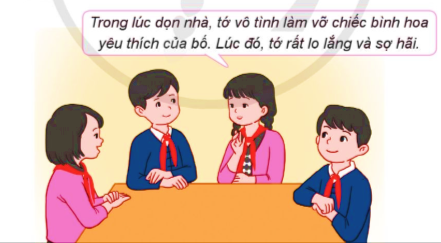 Trong lúc dọn nhà, tớ vô tình làm vỡ chiếc bình hoa
yêu thích của bố. Lúc đó, tớ rất lo lắng và sợ hãi.